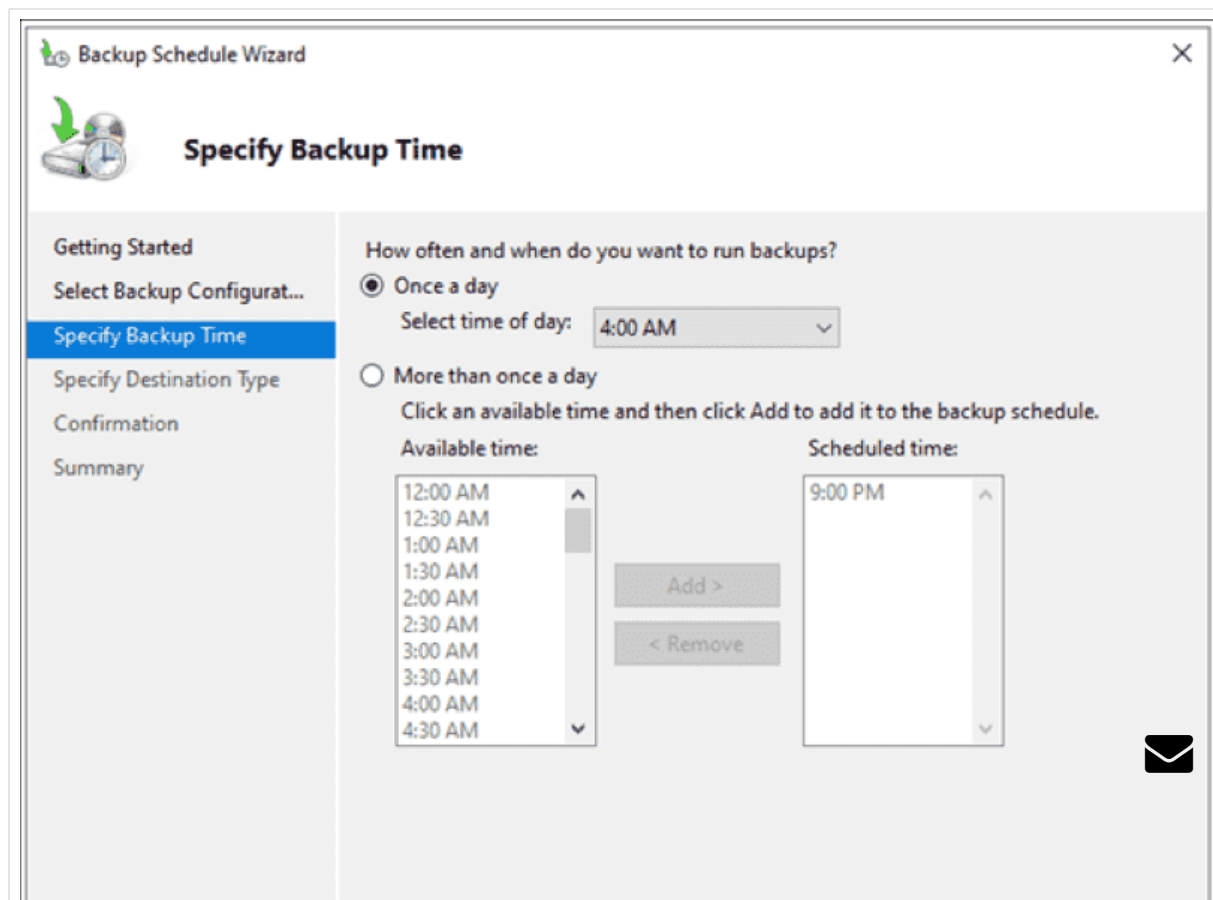 Backup Schedule Wizard
Specify Backup Time
Getting Started
Select Backup Configurat...
Specify Backup Time
Specify Destination Type
Confirmation
Summary
How often and when do you want to run backups?
Once a day
Select time of day: 4:00 AM
More than once a day
Click an available time and then click Add to add it to the backup schedule.
Available time:
12:00 AM
12:30 AM
1:00 AM
1:30 AM
2:00 AM
2:30 AM
3:00 AM
3:30 AM
4:00 AM
4:30 AM
Add >
< Remove
Scheduled time:
9:00 PM